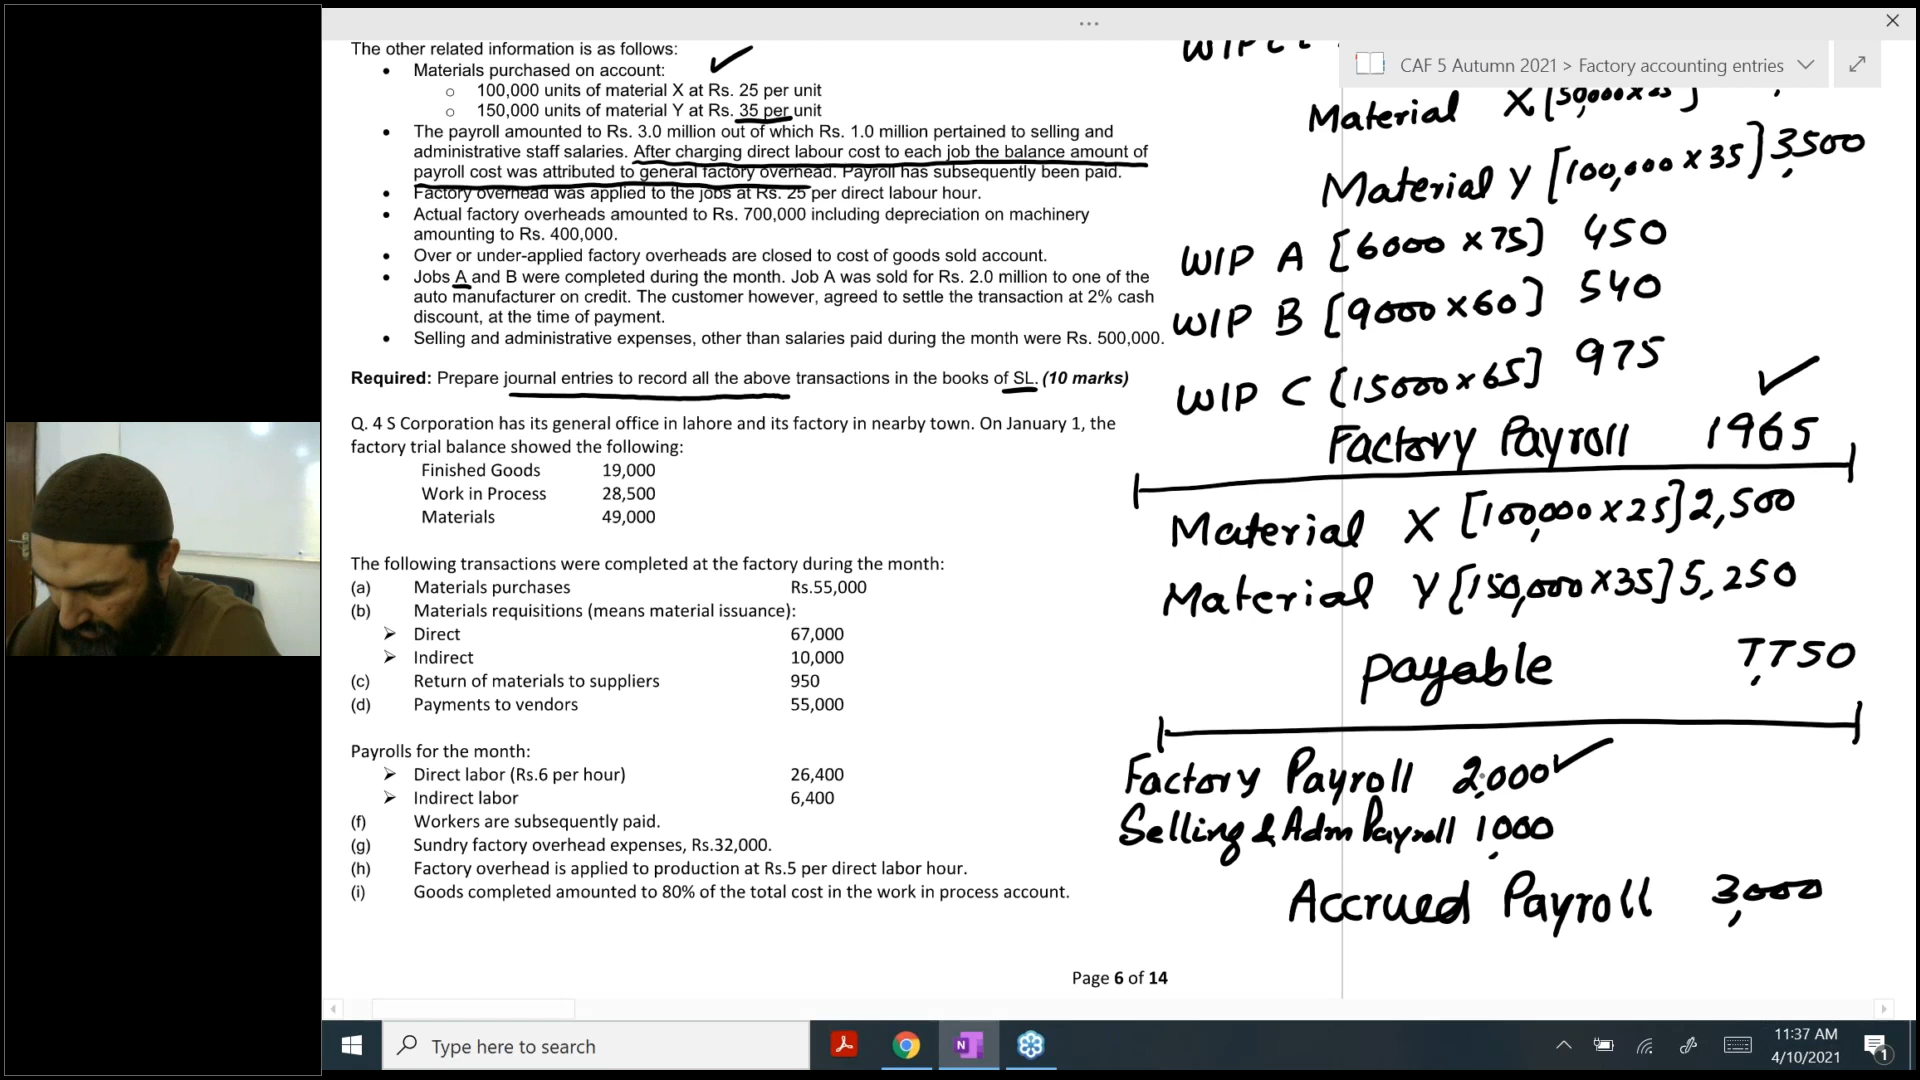 The other related information is as follows:
• Materials purchased on account:
o 100,000 units of material X at Rs. 25 per unit
o 150,000 units of material Y at Rs. 35 per unit
• The payroll amounted to Rs. 3.0 million out of which Rs. 1.0 million pertained to selling and
administrative staff salaries. After charging direct labour cost to each job the balance amount of
payroll cost was attributed to general factory overhead. Payroll has subsequently been paid.
• Factory overhead was applied to the jobs at Rs. 25 per direct labour hour.
• Actual factory overheads amounted to Rs. 700,000 including depreciation on machinery
amounting to Rs. 400,000.
• Over or under-applied factory overheads are closed to cost of goods sold account.
• Jobs A and B were completed during the month. Job A was sold for Rs. 2.0 million to one of the
auto manufacturer on credit. The customer however, agreed to settle the transaction at 2% cash
discount, at the time of payment.
• Selling and administrative expenses, other than salaries paid during the month were Rs. 500,000.
Required: Prepare journal entries to record all the above transactions in the books of SL. (10 marks)
Q. 4 S Corporation has its general office in lahore and its factory in nearby town. On January 1, the
factory trial balance showed the following:
Finished Goods 19,000
Work in Process 28,500
Materials 49,000
The following transactions were completed at the factory during the month:
(a) Materials purchases Rs.55,000
(b) Materials requisitions (means material issuance):
➢ Direct 67,000
➢ Indirect 10,000
(c) Return of materials to suppliers 950
(d) Payments to vendors 55,000
Payrolls for the month:
➢ Direct labor (Rs.6 per hour) 26,400
➢ Indirect labor 6,400
(f) Workers are subsequently paid.
(g) Sundry factory overhead expenses, Rs.32,000.
(h) Factory overhead is applied to production at Rs.5 per direct labor hour.
(i) Goods completed amounted to 80% of the total cost in the work in process account.
Page 6 of 14
CAF 5 Autumn 2021 > Factory accounting entries
Material X [50,000 x 25]
Material Y [100,000 x 35] 3,500
WIP A [6000 x 75] 450
WIP B [9000 x 60] 540
WIP C [15000 x 65] 975
Factory Payroll 1965
Material X [100,000 x 25] 2,500
Material Y [150,000 x 35] 5,250
payable 7,750
Factory Payroll 2,000
Selling & Adm Payroll 1,000
Accrued Payroll 3,000
Type here to search
11:37 AM
4/10/2021
1